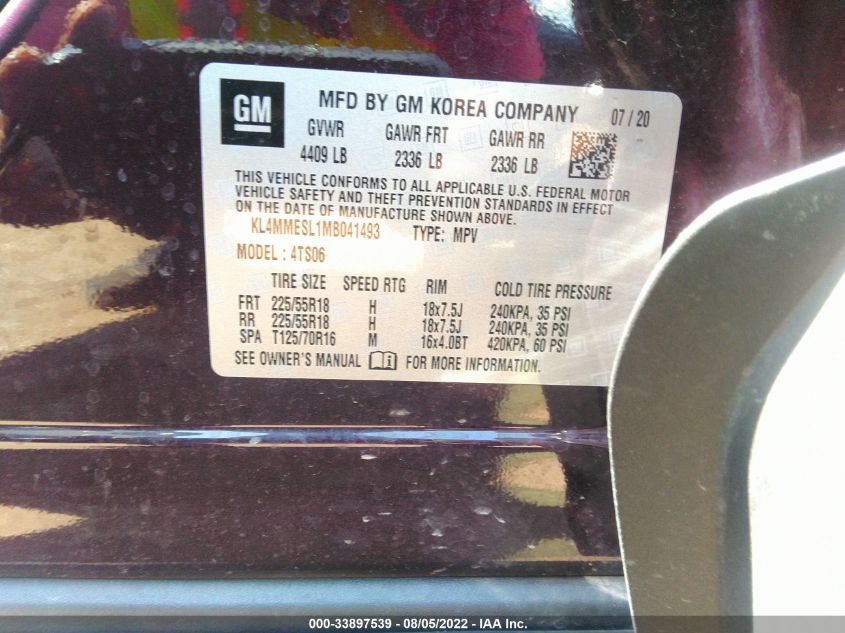 GM
MFD BY GM KOREA COMPANY 07 / 20
GVWR GAWR FRT GAWR RR
4409 LB 2336 LB 2336 LB
THIS VEHICLE CONFORMS TO ALL APPLICABLE U.S. FEDERAL MOTOR
VEHICLE SAFETY AND THEFT PREVENTION STANDARDS IN EFFECT
ON THE DATE OF MANUFACTURE SHOWN ABOVE.
KL4MMESL1MB041493 TYPE: MPV
MODEL : 4TS06
TIRE SIZE SPEED RTG RIM COLD TIRE PRESSURE
FRT 225/55R18 H 18x7.5J 240KPA, 35 PSI
RR 225/55R18 H 18x7.5J 240KPA, 35 PSI
SPA T125/70R16 M 16x4.0BT 420KPA, 60 PSI
SEE OWNER'S MANUAL FOR MORE INFORMATION.
000-33897539 - 08/05/2022 - IAA Inc.